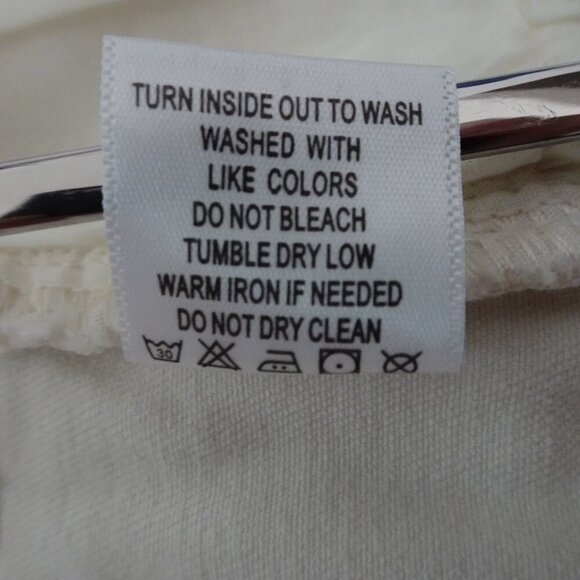 TURN INSIDE OUT TO WASH
WASHED WITH
LIKE COLORS
DO NOT BLEACH
TUMBLE DRY LOW
WARM IRON IF NEEDED
DO NOT DRY CLEAN
30